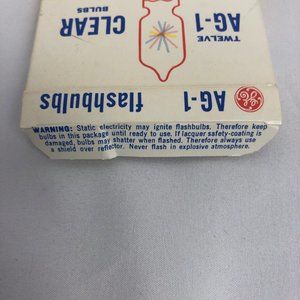 TWELVE
AG-1
CLEAR
BULBS
AG-1 flashbulbs
GE
WARNING: Static electricity may ignite flashbulbs. Therefore keep
bulbs in this package until ready to use. If lacquer safety-coating is
damaged, bulbs may shatter when flashed. Therefore always use
a shield over reflector. Never flash in explosive atmosphere.